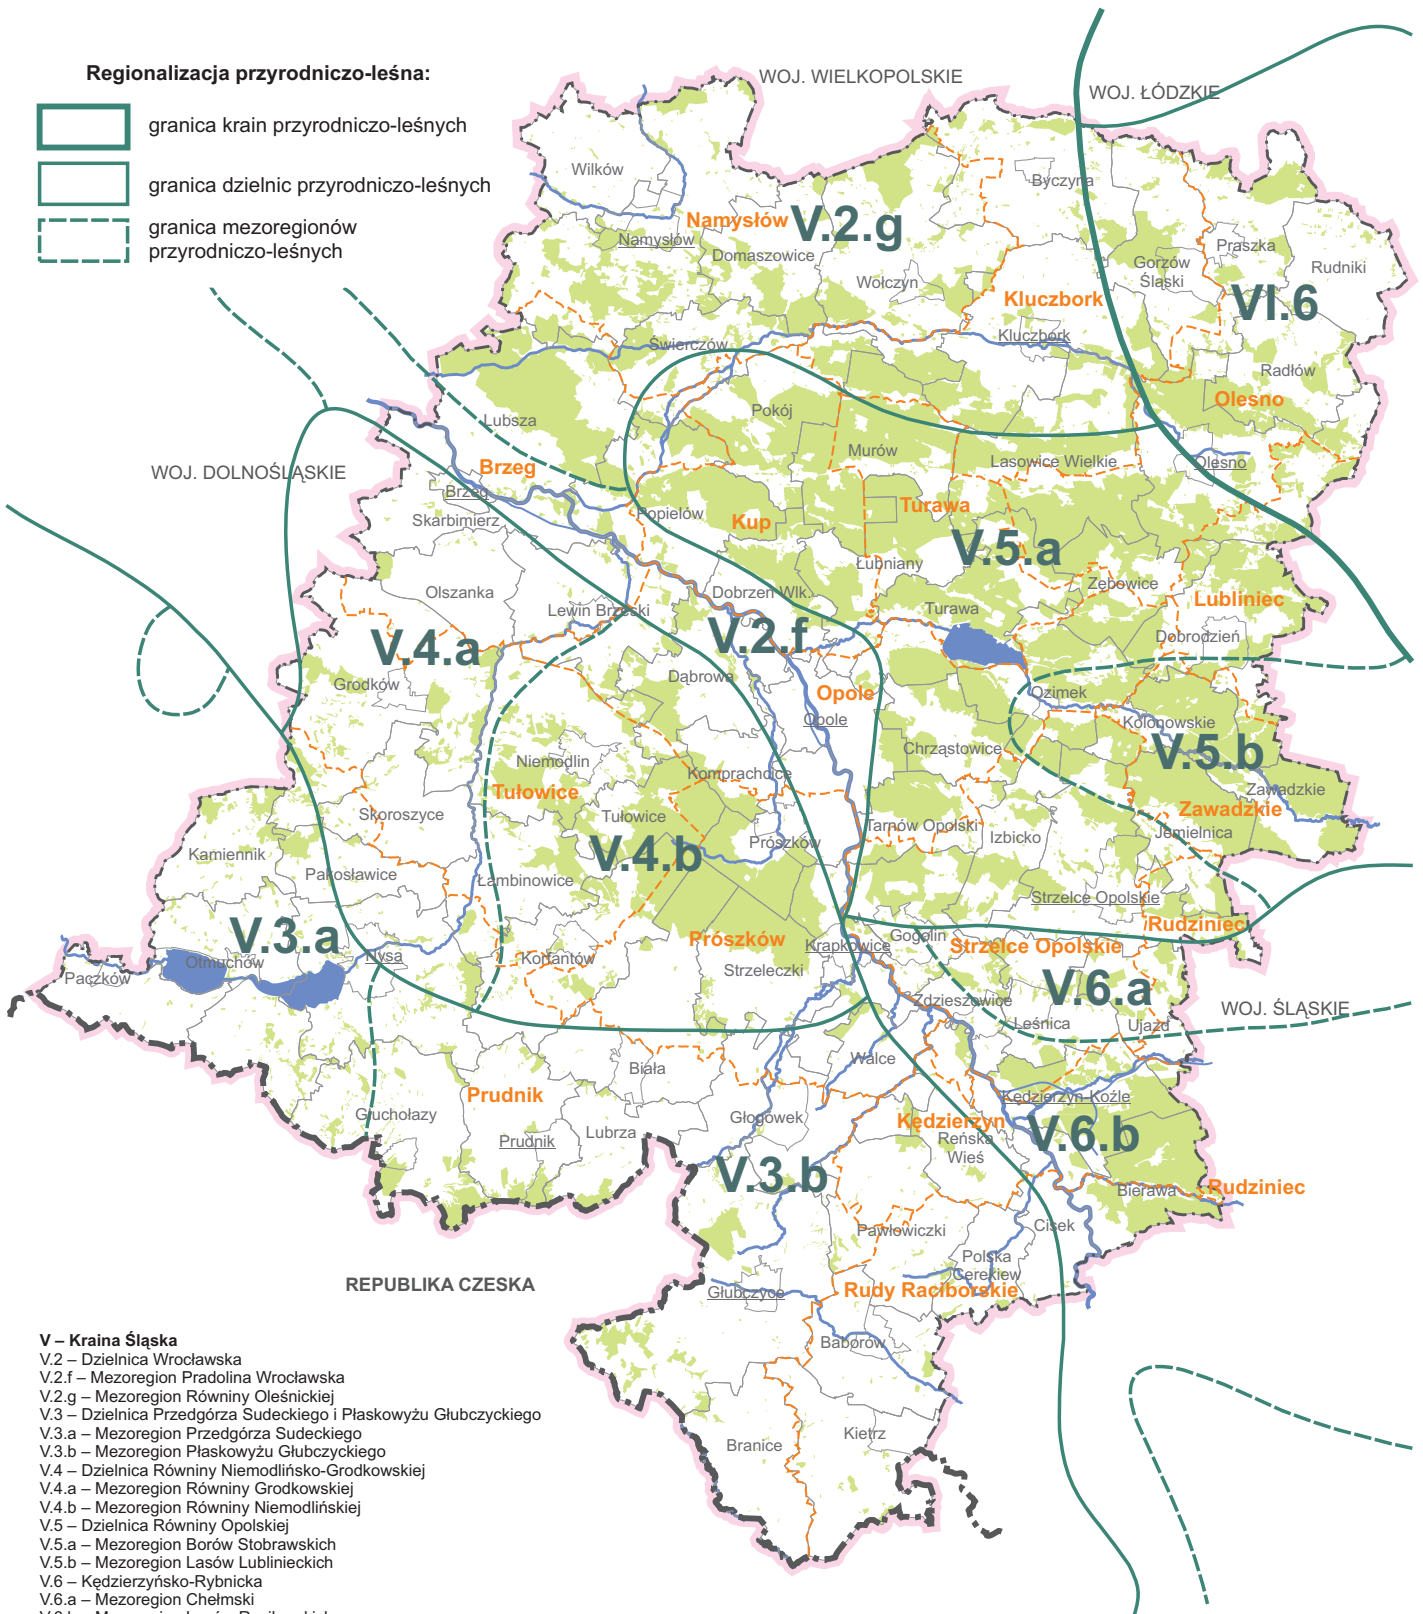 Regionalizacja przyrodniczo-leśna:
granica krain przyrodniczo-leśnych
granica dzielnic przyrodniczo-leśnych
granica mezoregionów
przyrodniczo-leśnych
WOJ. WIELKOPOLSKIE
WOJ. ŁÓDZKIE
Wilków
Byczyna
Namysłów
V.2.g
Namysłów
Domaszowice
Praszka
Rudniki
Gorzów
Śląski
Wołczyn
Kluczbork
VI.6
Kluczbork
Świerczów
Radłów
Olesno
Pokój
Lubsza
Murów
Lasowice Wielkie
Olesno
WOJ. DOLNOŚLĄSKIE
Brzeg
Brzeg
Skarbimierz
Popielów
Kup
Turawa
V.5.a
Łubniany
Zębowice
Olszanka
Dobrzeń Wlk.
Lubliniec
Lewin Brzeski
Turawa
V.2.f
Dobrodzień
V.4.a
Grodków
Dąbrowa
Opole
Opole
Ozimek
Kolonowskie
V.5.b
Chrząstowice
Niemodlin
Komprachcice
Tułowice
Zawadzkie
Zawadzkie
Skoroszyce
Tułowice
Tarnów Opolski
Izbicko
Jemielnica
Prószków
V.4.b
Kamiennik
Pakosławice
Łambinowice
Strzelce Opolskie
Rudziniec
V.3.a
Prószków
Krapkowice
Gogolin
Strzelce Opolskie
Otmuchów
Nysa
Korfantów
Strzeleczki
Paczków
V.6.a
Zdzieszowice
Leśnica
Ujazd
WOJ. ŚLĄSKIE
Walce
Biała
Prudnik
Kędzierzyn-Koźle
Głuchołazy
Głogówek
Kędzierzyn
V.6.b
Prudnik
Lubrza
Reńska
Wieś
V.3.b
Bierawa
Rudziniec
Pawłowiczki
Cisek
Polska
Cerekiew
REPUBLIKA CZESKA
Głubczyce
Rudy Raciborskie
Baborów
Branice
Kietrz
V – Kraina Śląska
V.2 – Dzielnica Wrocławska
V.2.f – Mezoregion Pradolina Wrocławska
V.2.g – Mezoregion Równiny Oleśnickiej
V.3 – Dzielnica Przedgórza Sudeckiego i Płaskowyżu Głubczyckiego
V.3.a – Mezoregion Przedgórza Sudeckiego
V.3.b – Mezoregion Płaskowyżu Głubczyckiego
V.4 – Dzielnica Równiny Niemodlińsko-Grodkowskiej
V.4.a – Mezoregion Równiny Grodkowskiej
V.4.b – Mezoregion Równiny Niemodlińskiej
V.5 – Dzielnica Równiny Opolskiej
V.5.a – Mezoregion Borów Stobrawskich
V.5.b – Mezoregion Lasów Lublinieckich
V.6 – Kędzierzyńsko-Rybnicka
V.6.a – Mezoregion Chełmski